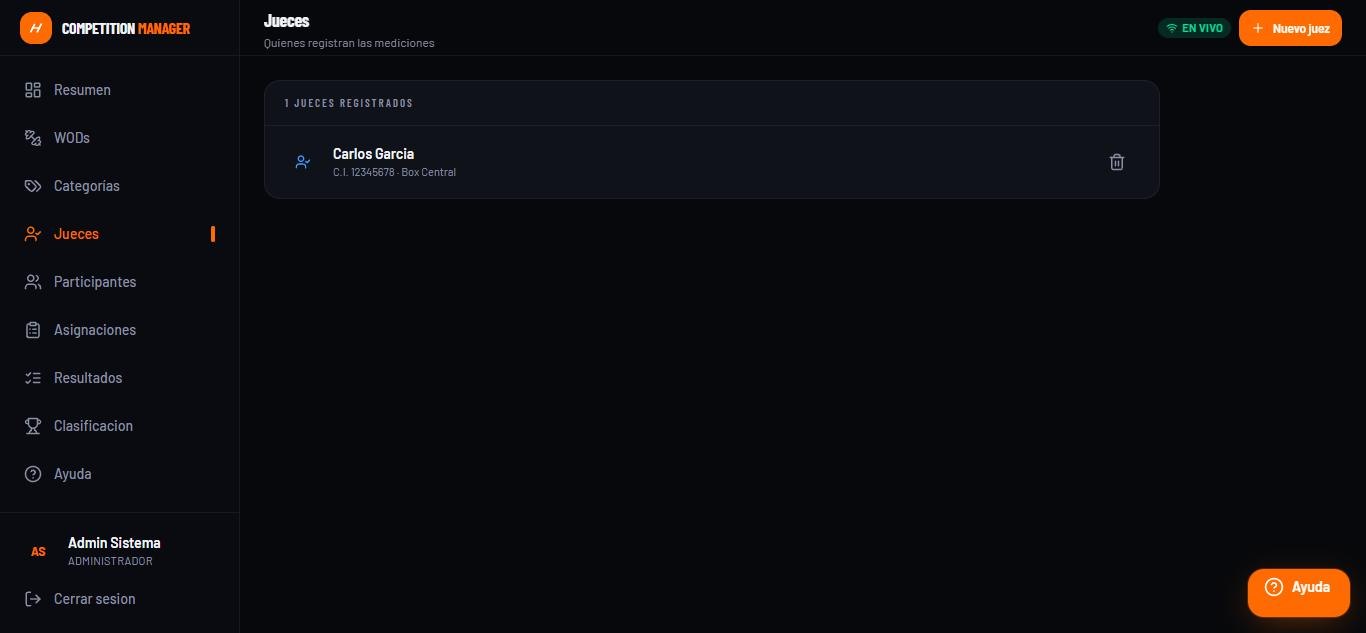 COMPETITION MANAGER
Resumen
WODs
Categorías
Jueces
Participantes
Asignaciones
Resultados
Clasificacion
Ayuda
AS
Admin Sistema
ADMINISTRADOR
Cerrar sesion
Jueces
Quienes registran las mediciones
EN VIVO
Nuevo juez
1 JUECES REGISTRADOS
Carlos Garcia
C.I. 12345678 · Box Central
Ayuda